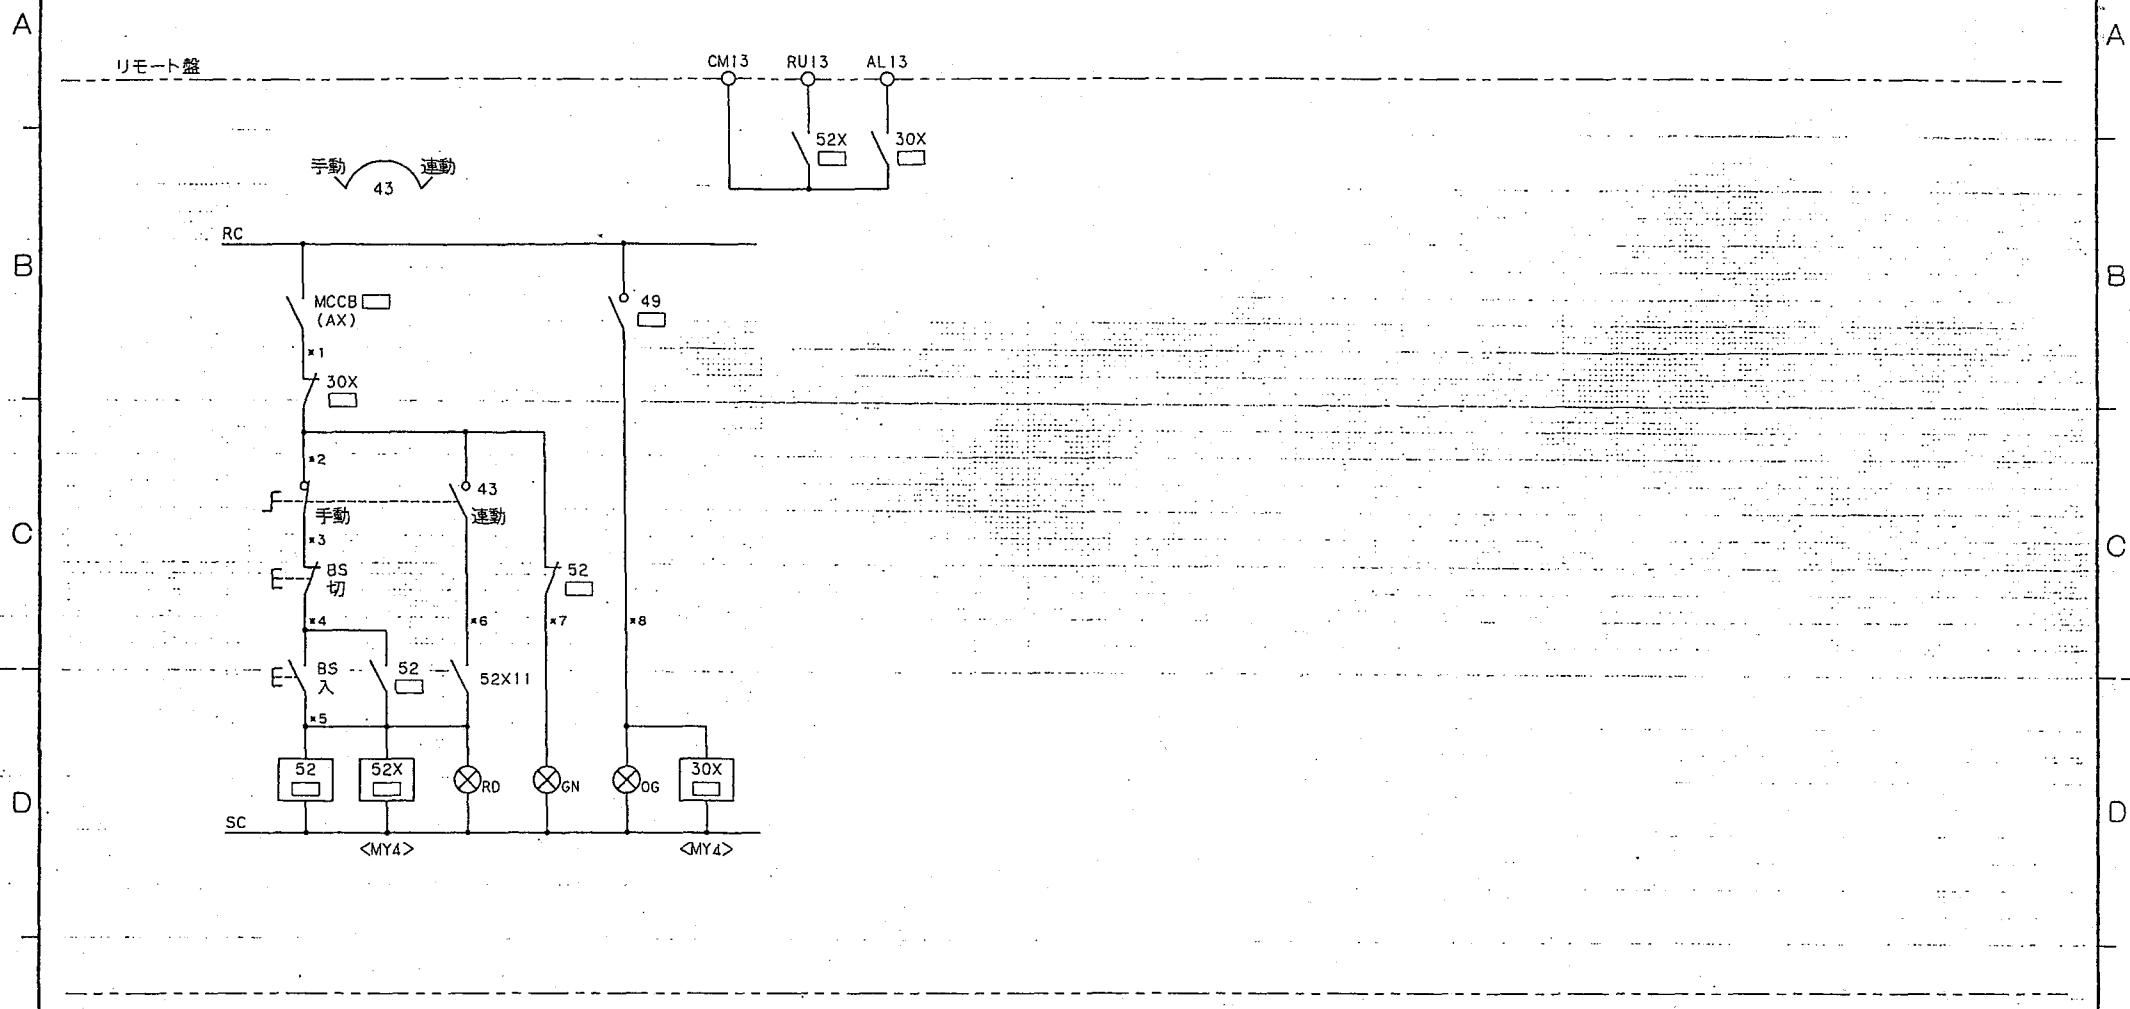 A
A
リモート盤
CM13 RU13 AL13
52X
30X
手動 連動
43
RC
B
B
MCCB
(AX)
49
*1
30X
*2
43
手動
連動
C
C
*3
BS
切
52
*4
*6
*7
*8
BS
入
52
52X11
*5
52
52X
RD
GN
OG
30X
D
D
SC
<MY4>
<MY4>